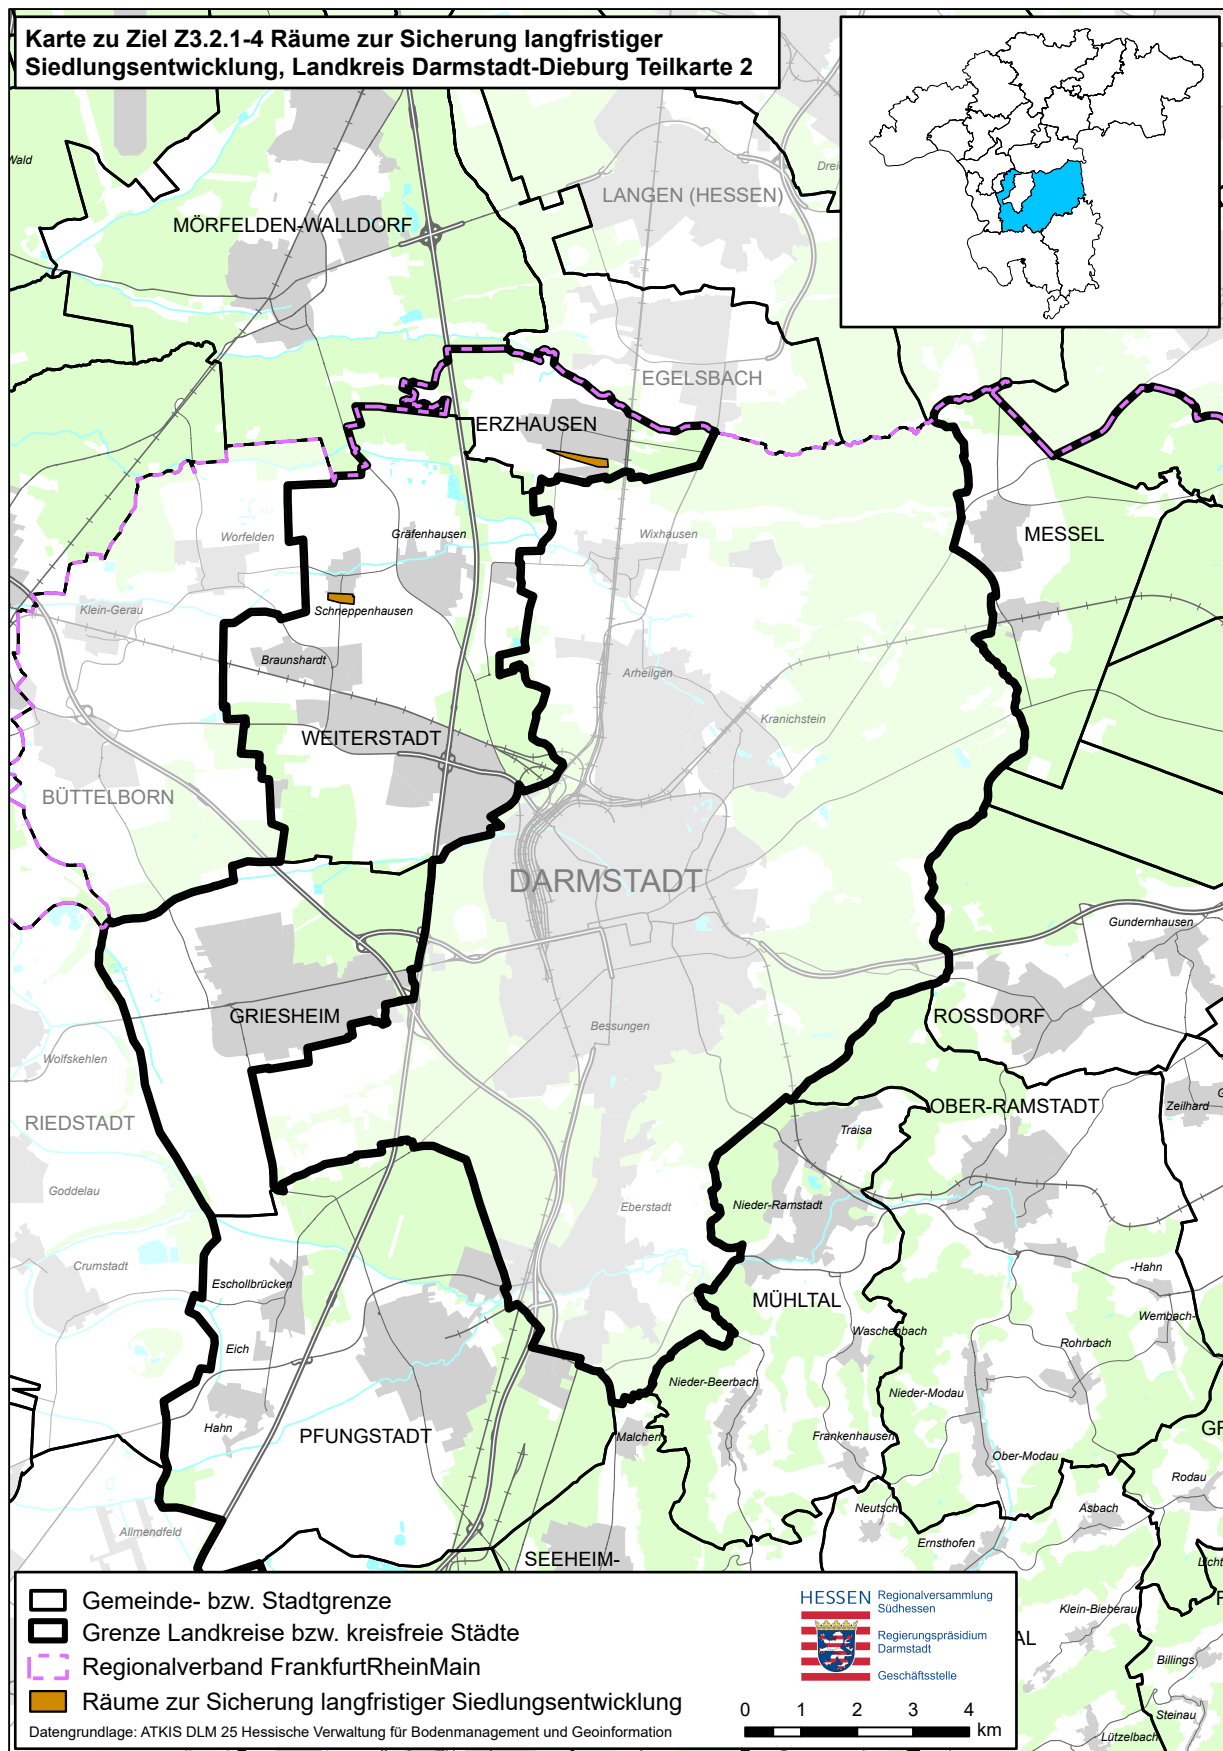 Karte zu Ziel Z3.2.1-4 Räume zur Sicherung langfristiger
Siedlungsentwicklung, Landkreis Darmstadt-Dieburg Teilkarte 2
Wald
Drei
LANGEN (HESSEN)
MÖRFELDEN-WALLDORF
EGELSBACH
ERZHAUSEN
MESSEL
Gräfenhausen
Worfelden
Wixhausen
Klein-Gerau
Schneppenhausen
Braunshardt
Arheilgen
Kranichstein
WEITERSTADT
BÜTTELBORN
DARMSTADT
Gundernhausen
GRIESHEIM
ROSSDORF
Bessungen
Wolfskehlen
RIEDSTADT
OBER-RAMSTADT
Zeilhard
G
Traisa
Goddelau
Nieder-Ramstadt
Eberstadt
Crumstadt
Eschollbrücken
-Hahn
MÜHLTAL
Wembach-
Waschenbach
Rohrbach
Eich
Nieder-Beerbach
Nieder-Modau
Hahn
PFUNGSTADT
Malchen
Frankenhausen
GR
Ober-Modau
Rodau
Neutsch
Asbach
Allmendfeld
Ernsthofen
SEEHEIM-
Licht
F
Klein-Bieberau
AL
Billings
Steinau
Lützelbach
Gemeinde- bzw. Stadtgrenze
Grenze Landkreise bzw. kreisfreie Städte
Regionalverband FrankfurtRheinMain
Räume zur Sicherung langfristiger Siedlungsentwicklung
Datengrundlage: ATKIS DLM 25 Hessische Verwaltung für Bodenmanagement und Geoinformation
HESSEN
Regionalversammlung
Südhessen
Regierungspräsidium
Darmstadt
Geschäftsstelle
0 1 2 3 4
km